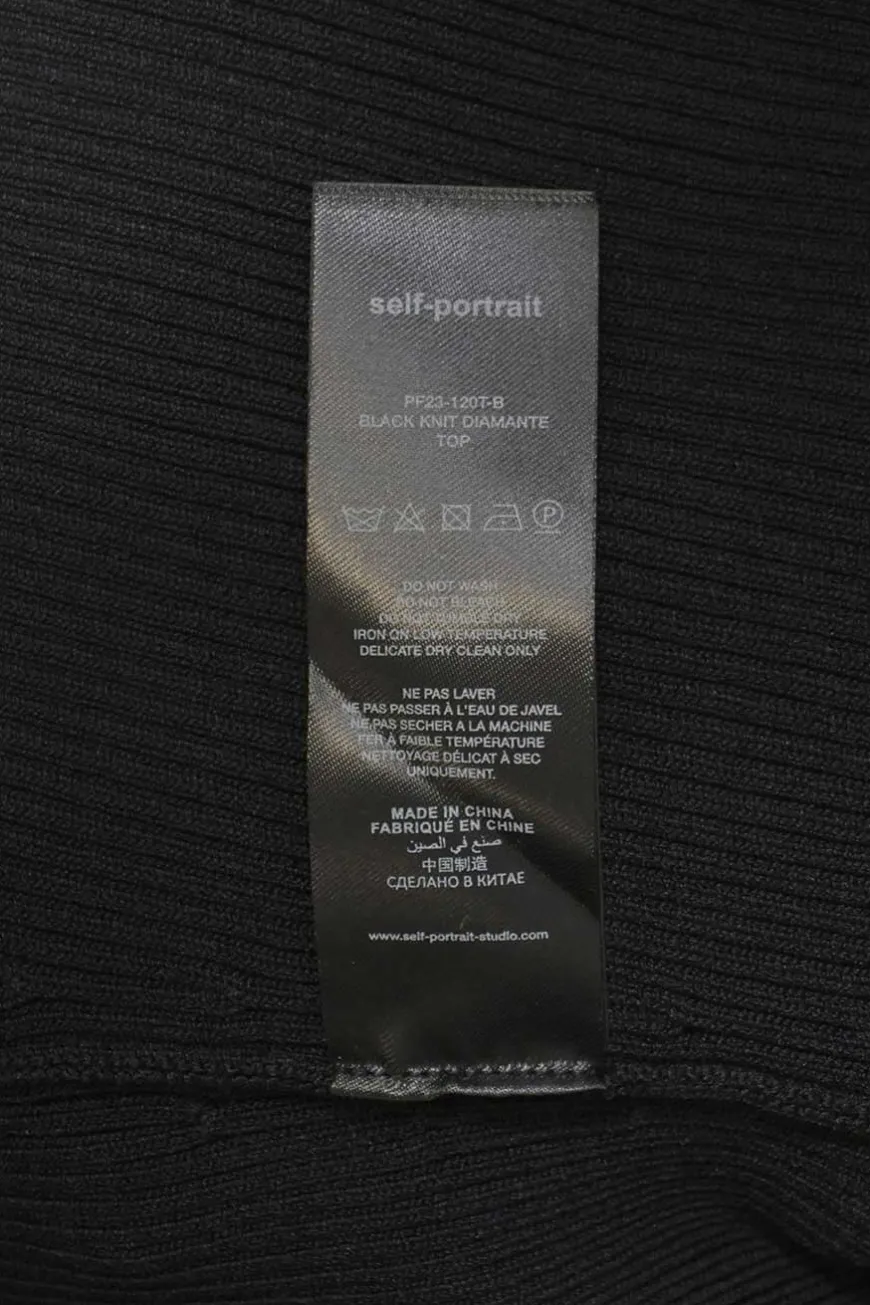 self-portrait
PF23-120T-B
BLACK KNIT DIAMANTE
TOP
P
DO NOT WASH
DO NOT BLEACH
DO NOT TUMBLE DRY
IRON ON LOW TEMPERATURE
DELICATE DRY CLEAN ONLY
NE PAS LAVER
NE PAS PASSER À L'EAU DE JAVEL
NE PAS SECHER A LA MACHINE
FER À FAIBLE TEMPÉRATURE
NETTOYAGE DÉLICAT À SEC
UNIQUEMENT.
MADE IN CHINA
FABRIQUÉ EN CHINE
صنع في الصين
中国制造
СДЕЛАНО В КИТАЕ
www.self-portrait-studio.com